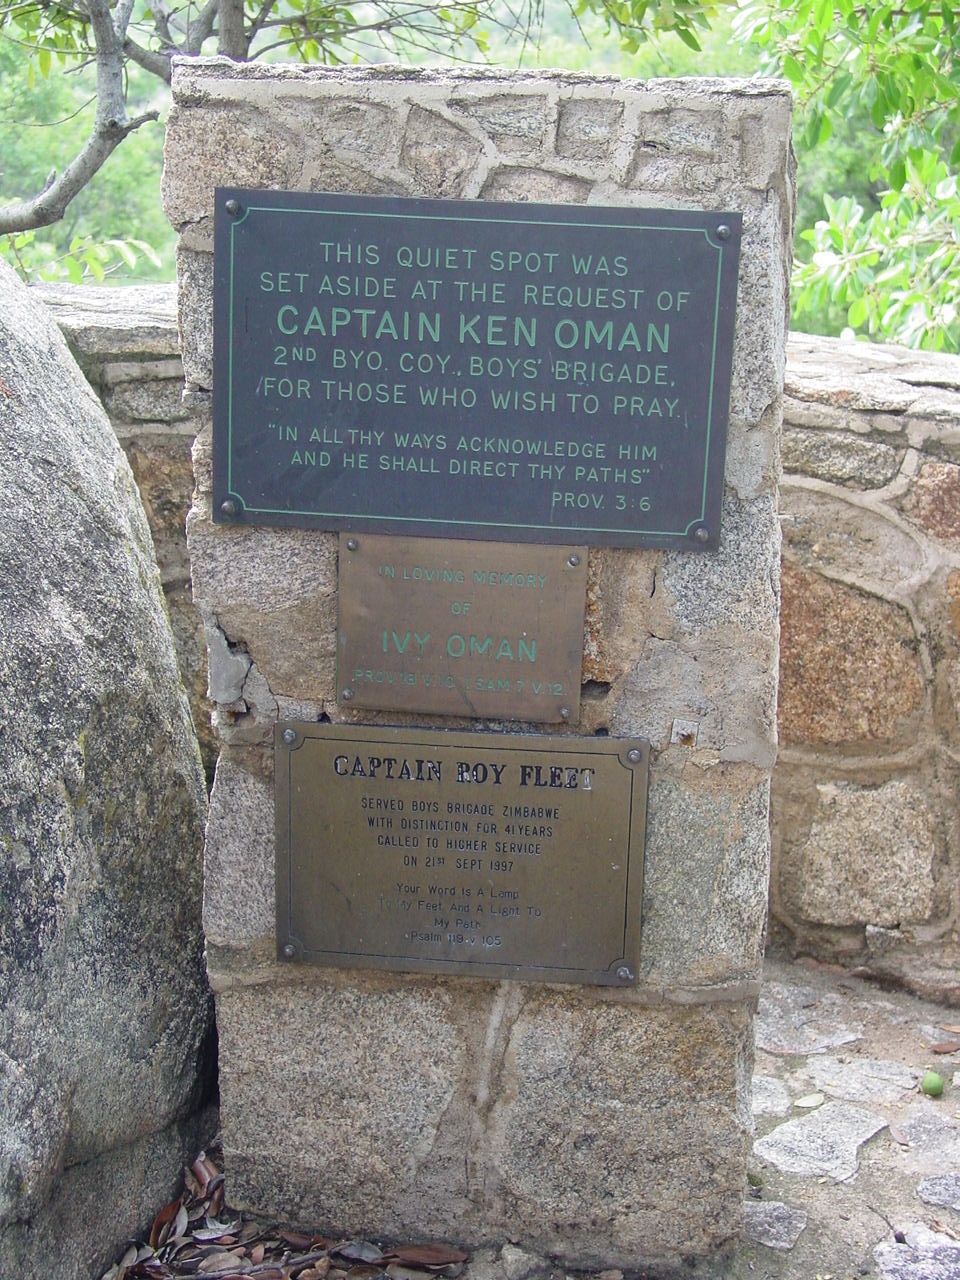 THIS QUIET SPOT WAS
SET ASIDE AT THE REQUEST OF
CAPTAIN KEN OMAN
2ND BYO. COY., BOYS' BRIGADE,
FOR THOSE WHO WISH TO PRAY.
"IN ALL THY WAYS ACKNOWLEDGE HIM
AND HE SHALL DIRECT THY PATHS"
PROV. 3:6
IN LOVING MEMORY
OF
IVY OMAN
PROV 18 V.10 1 SAM 7 V.12
CAPTAIN ROY FLEET
SERVED BOYS BRIGADE ZIMBABWE
WITH DISTINCTION FOR 41 YEARS
CALLED TO HIGHER SERVICE
ON 21ST SEPT 1997
Your Word Is A Lamp
To My Feet And A Light To
My Path
Psalm 119 v 105